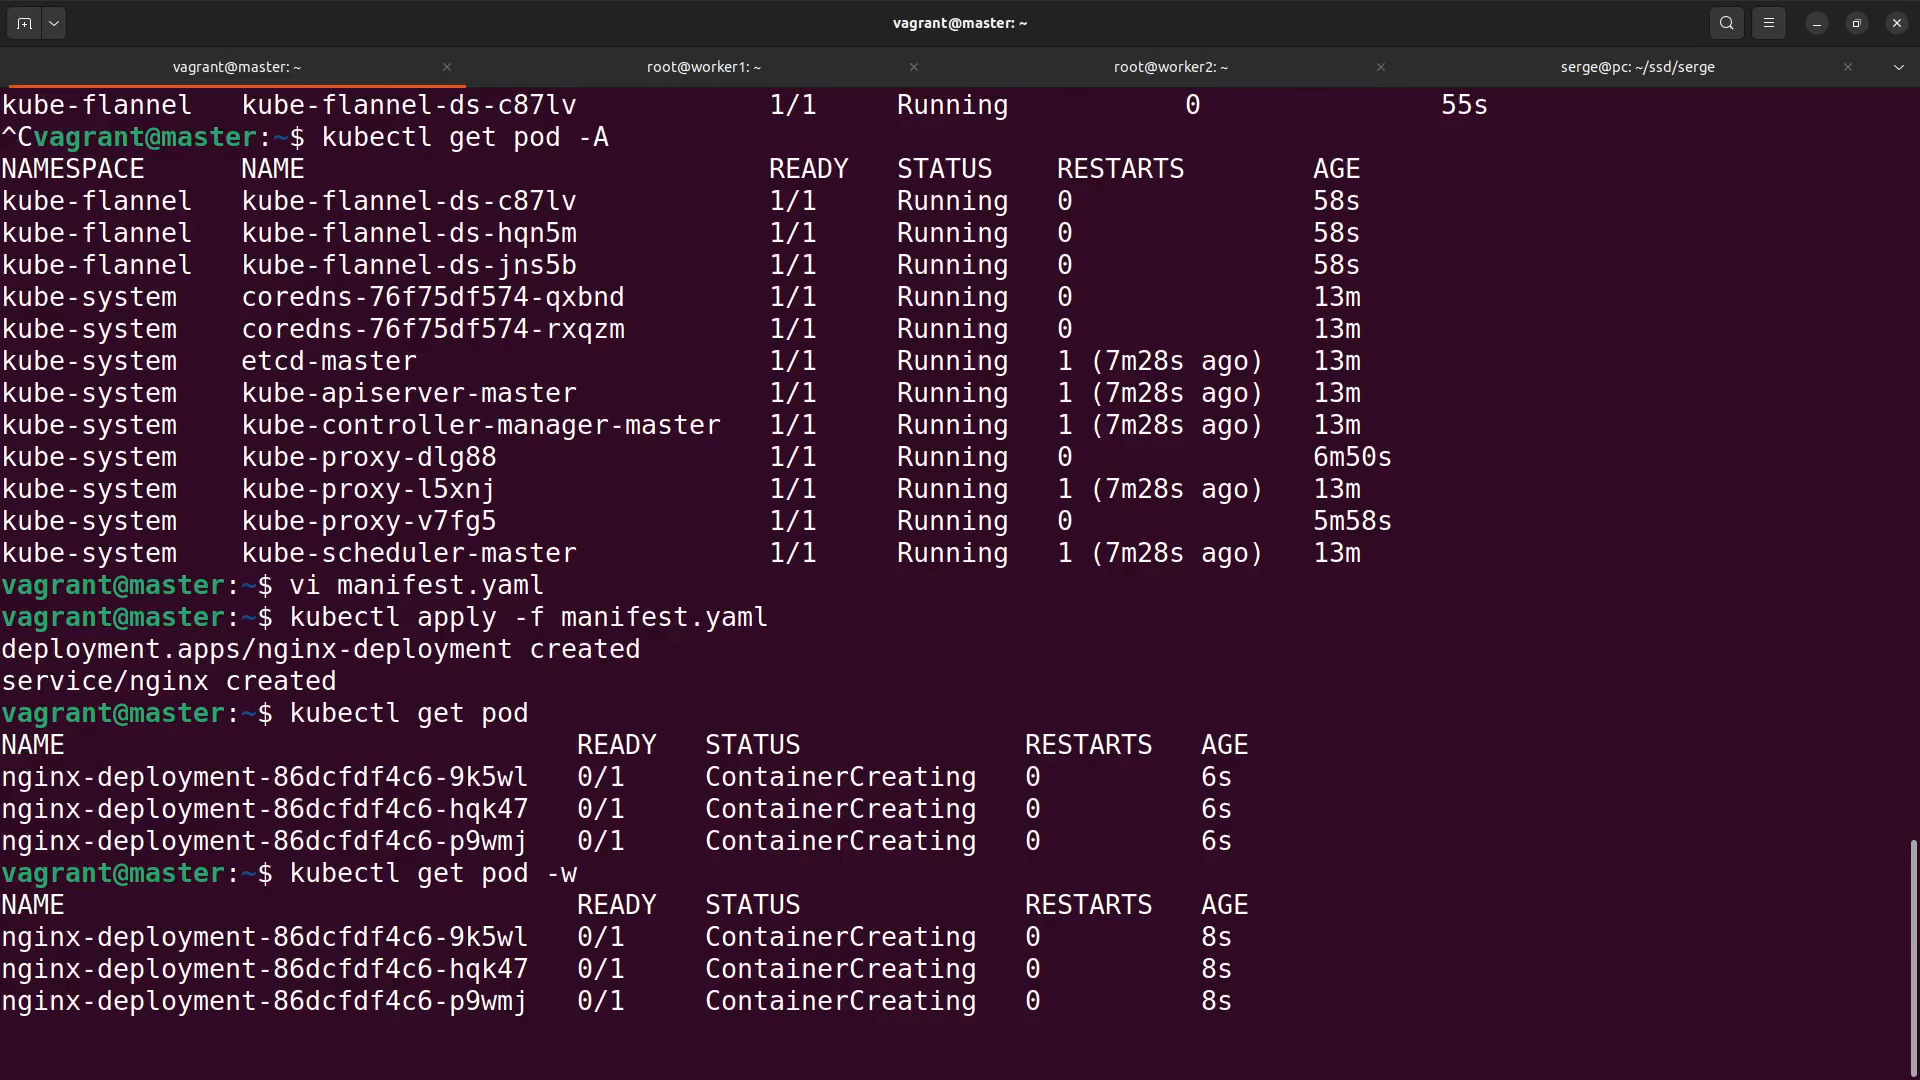 vagrant@master: ~
vagrant@master: ~ root@worker1: ~ root@worker2: ~ serge@pc: ~/ssd/serge
kube-flannel   kube-flannel-ds-c87lv            1/1     Running           0               55s
^Cvagrant@master:~$ kubectl get pod -A
NAMESPACE      NAME                             READY   STATUS    RESTARTS        AGE
kube-flannel   kube-flannel-ds-c87lv            1/1     Running   0               58s
kube-flannel   kube-flannel-ds-hqn5m            1/1     Running   0               58s
kube-flannel   kube-flannel-ds-jns5b            1/1     Running   0               58s
kube-system    coredns-76f75df574-qxbnd         1/1     Running   0               13m
kube-system    coredns-76f75df574-rxqzm         1/1     Running   0               13m
kube-system    etcd-master                      1/1     Running   1 (7m28s ago)   13m
kube-system    kube-apiserver-master            1/1     Running   1 (7m28s ago)   13m
kube-system    kube-controller-manager-master   1/1     Running   1 (7m28s ago)   13m
kube-system    kube-proxy-dlg88                 1/1     Running   0               6m50s
kube-system    kube-proxy-l5xnj                 1/1     Running   1 (7m28s ago)   13m
kube-system    kube-proxy-v7fg5                 1/1     Running   0               5m58s
kube-system    kube-scheduler-master            1/1     Running   1 (7m28s ago)   13m
vagrant@master:~$ vi manifest.yaml
vagrant@master:~$ kubectl apply -f manifest.yaml
deployment.apps/nginx-deployment created
service/nginx created
vagrant@master:~$ kubectl get pod
NAME                                READY   STATUS              RESTARTS   AGE
nginx-deployment-86dcfdf4c6-9k5wl   0/1     ContainerCreating   0          6s
nginx-deployment-86dcfdf4c6-hqk47   0/1     ContainerCreating   0          6s
nginx-deployment-86dcfdf4c6-p9wmj   0/1     ContainerCreating   0          6s
vagrant@master:~$ kubectl get pod -w
NAME                                READY   STATUS              RESTARTS   AGE
nginx-deployment-86dcfdf4c6-9k5wl   0/1     ContainerCreating   0          8s
nginx-deployment-86dcfdf4c6-hqk47   0/1     ContainerCreating   0          8s
nginx-deployment-86dcfdf4c6-p9wmj   0/1     ContainerCreating   0          8s